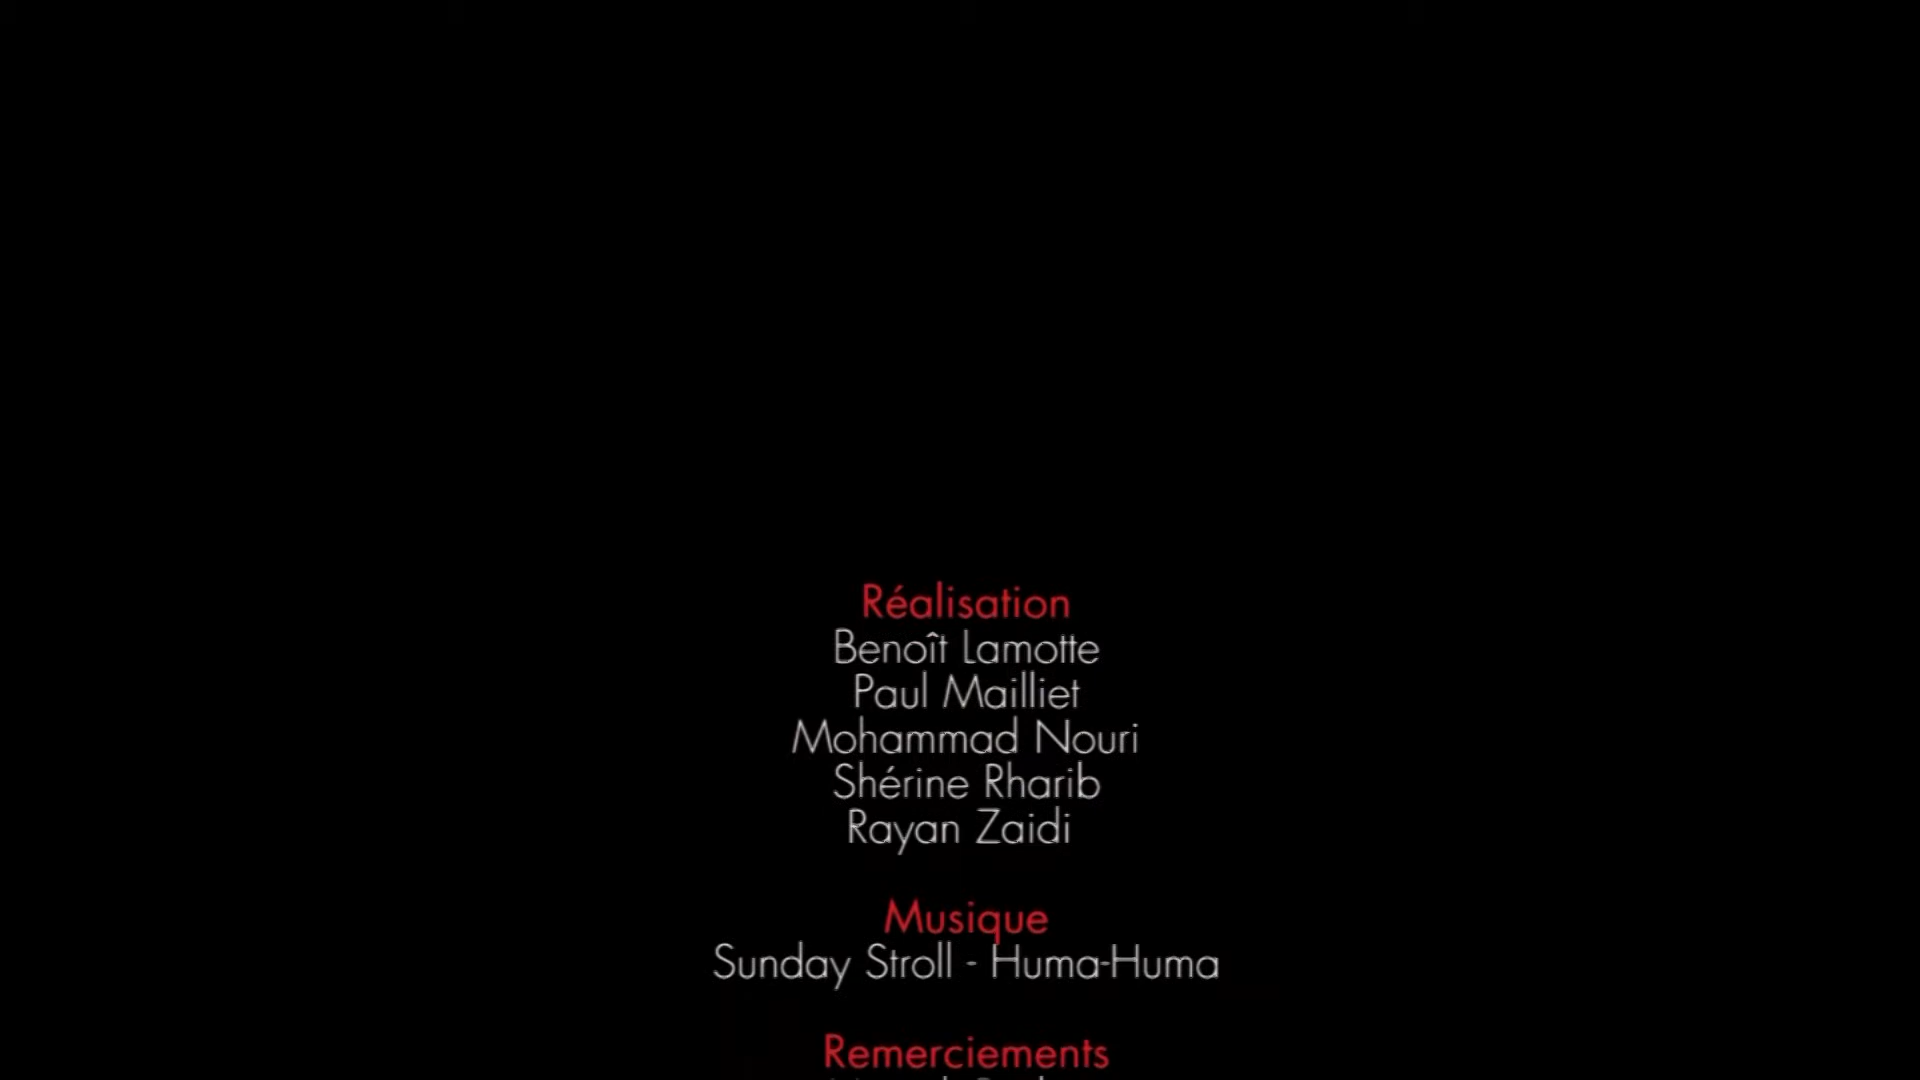 Réalisation
Benoît Lamotte
Paul Mailliet
Mohammad Nouri
Shérine Rharib
Rayan Zaidi
Musique
Sunday Stroll - Huma-Huma
Remerciements